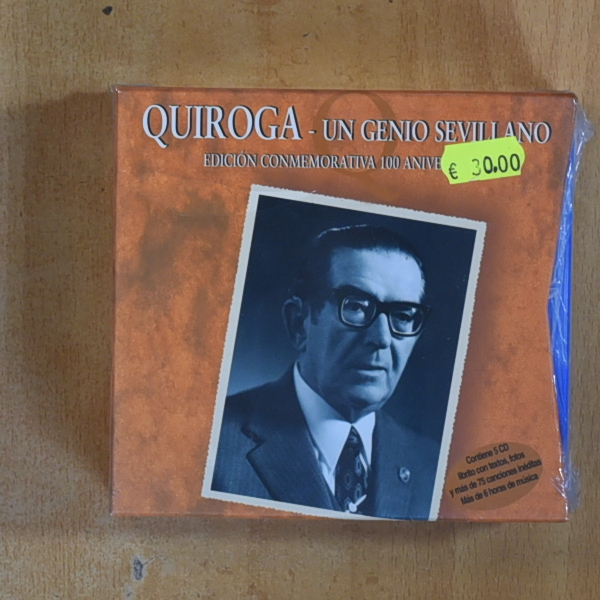 QUIROGA - UN GENIO SEVILLANO
EDICIÓN CONMEMORATIVA 100
€ 30.00
Contiene 5 CD
librito con textos, fotos
y más de 75 canciones inéditas
Más de 6 horas de música